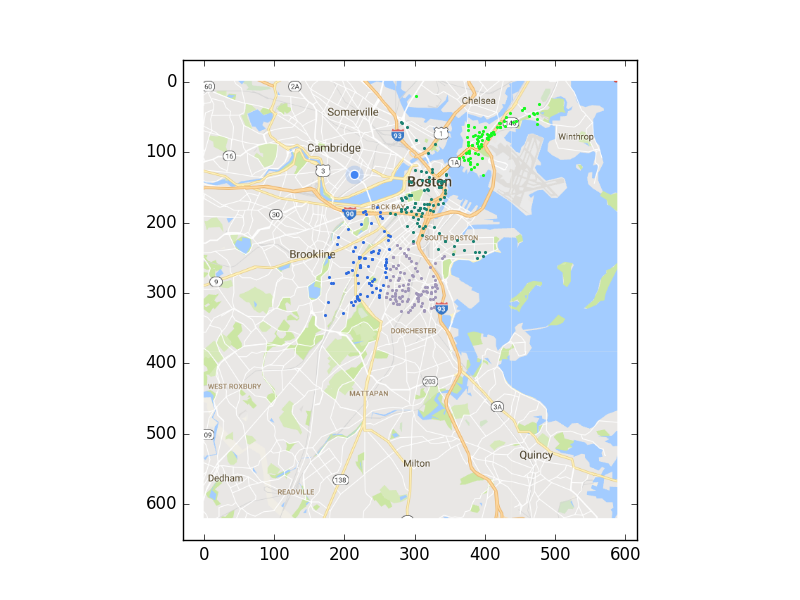 0
100
200
300
400
500
600
0 100 200 300 400 500 600
60
2A
Somerville
Chelsea
93
1
Winthrop
16
Cambridge
1A
3
Boston
BACK BAY
30
90
SOUTH BOSTON
Brookline
9
93
DORCHESTER
203
WEST ROXBURY
MATTAPAN
3A
09
Quincy
Milton
Dedham
138
READVILLE